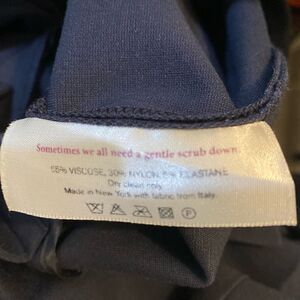 Sometimes we all need a gentle scrub down.
65% VISCOSE, 30% NYLON, 5% ELASTANE
Dry clean only
Made in New York with fabric from Italy.